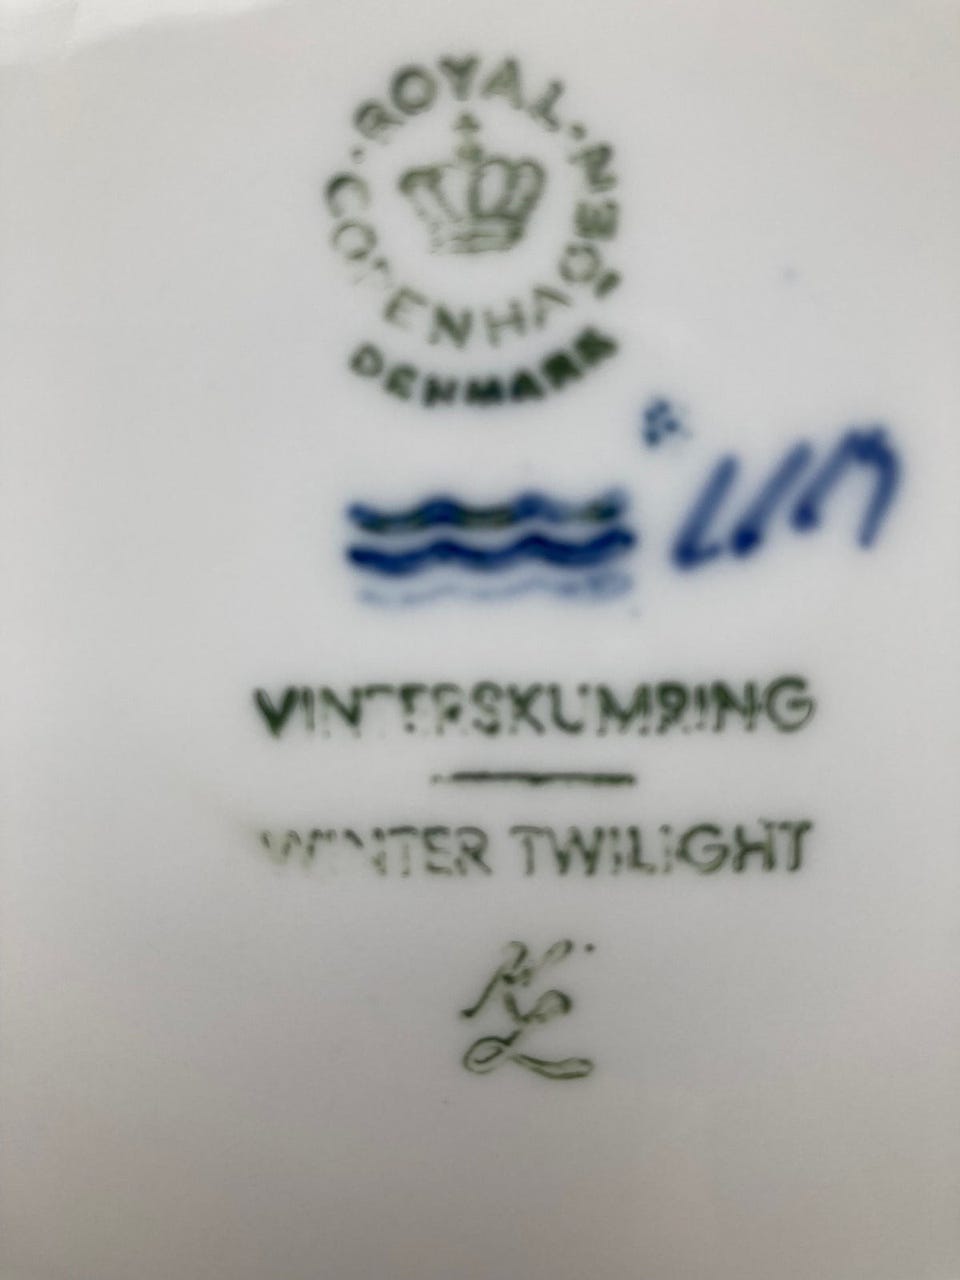 ROYAL COPENHAGEN
DENMARK
VINTERSKUMRING
WINTER TWILIGHT